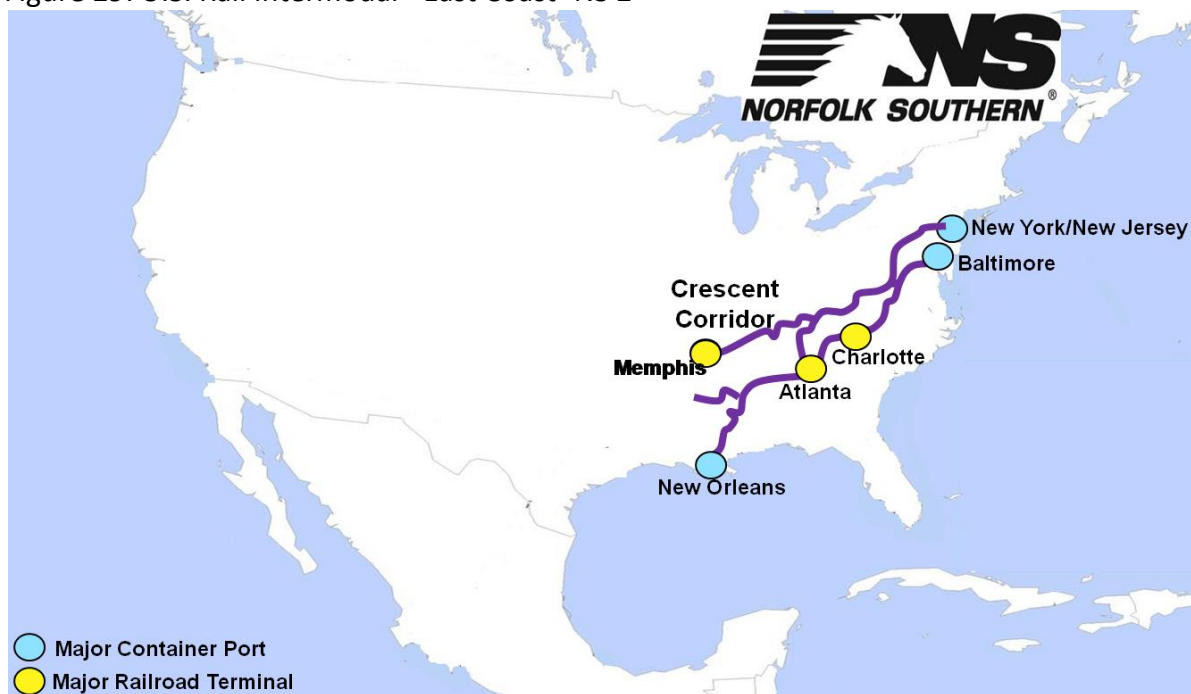 NS
NORFOLK SOUTHERN®
New York/New Jersey
Baltimore
Crescent
Corridor
Memphis
Charlotte
Atlanta
New Orleans
Major Container Port
Major Railroad Terminal